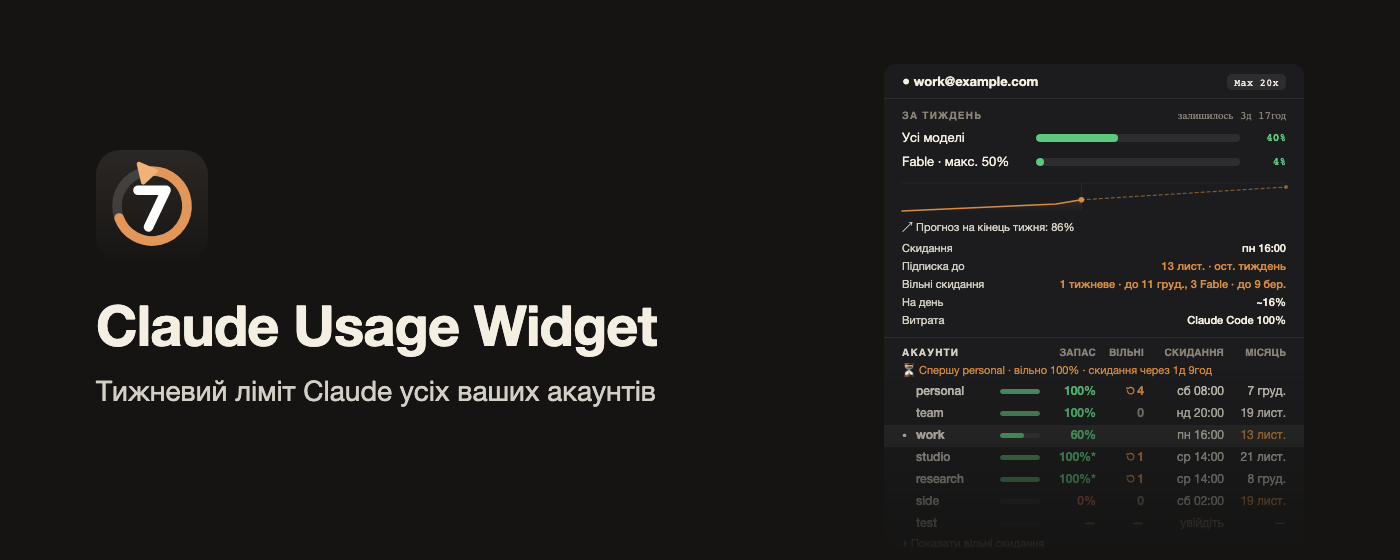 7
Claude Usage Widget
Тижневий ліміт Claude усіх ваших акаунтів
• work@example.com Max 20x
ЗА ТИЖДЕНЬ залишилось 3д 17год
Усі моделі 40%
Fable · макс. 50% 4%
↗ Прогноз на кінець тижня: 86%
Скидання пн 16:00
Підписка до 13 лист. · ост. тиждень
Вільні скидання 1 тижневе · до 11 груд., 3 Fable · до 9 бер.
На день ~16%
Витрата Claude Code 100%
АКАУНТИ ЗАПАС ВІЛЬНІ СКИДАННЯ МІСЯЦЬ
⏳ Спершу personal · вільно 100% · скидання через 1д 9год
personal 100% 4 сб 08:00 7 груд.
team 100% 0 нд 20:00 19 лист.
• work 60% пн 16:00 13 лист.
studio 100%* 1 ср 14:00 21 лист.
research 100%* 1 ср 14:00 8 груд.
side 0% 0 сб 02:00 19 лист.
test — — увійдіть —
Показати вільні скидання